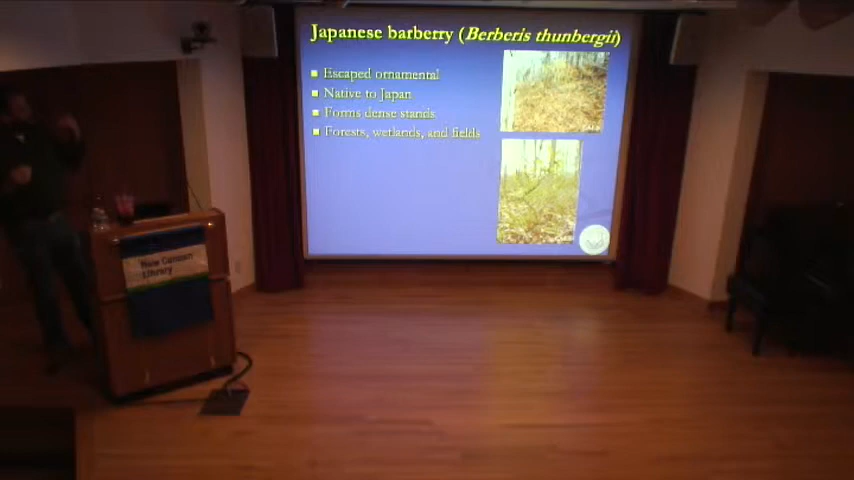 Japanese barberry (Berberis thunbergii)
Escaped ornamental
Native to Japan
Forms dense stands
Forests, wetlands, and fields
New Canaan
Library